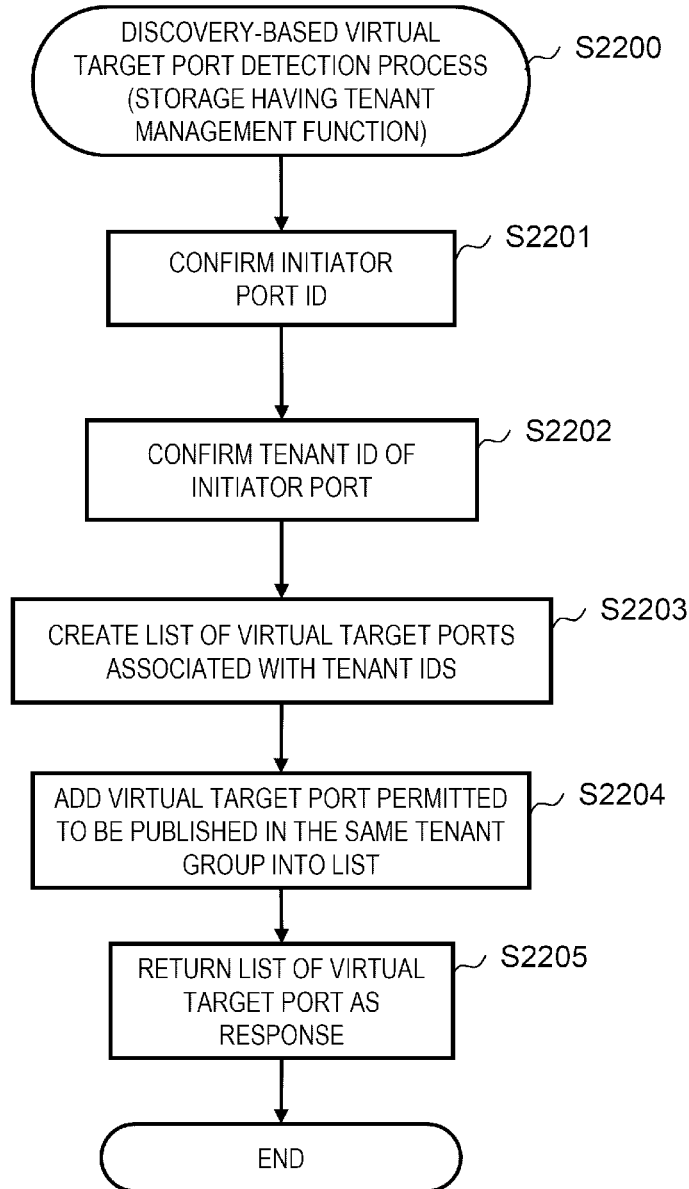 DISCOVERY-BASED VIRTUAL
TARGET PORT DETECTION PROCESS
(STORAGE HAVING TENANT
MANAGEMENT FUNCTION)
S2200
CONFIRM INITIATOR
PORT ID
S2201
CONFIRM TENANT ID OF
INITIATOR PORT
S2202
CREATE LIST OF VIRTUAL TARGET PORTS
ASSOCIATED WITH TENANT IDS
S2203
ADD VIRTUAL TARGET PORT PERMITTED
TO BE PUBLISHED IN THE SAME TENANT
GROUP INTO LIST
S2204
RETURN LIST OF VIRTUAL
TARGET PORT AS
RESPONSE
S2205
END